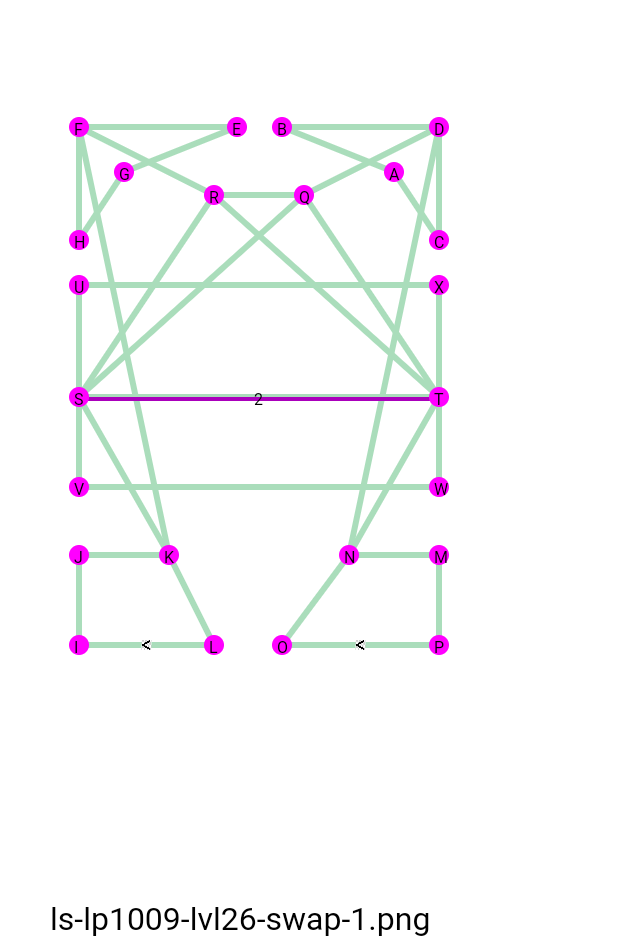 F E B D
G A
R Q
H C
U X
S 2 T
V W
J K N M
I < L O < P
ls-lp1009-lvl26-swap-1.png